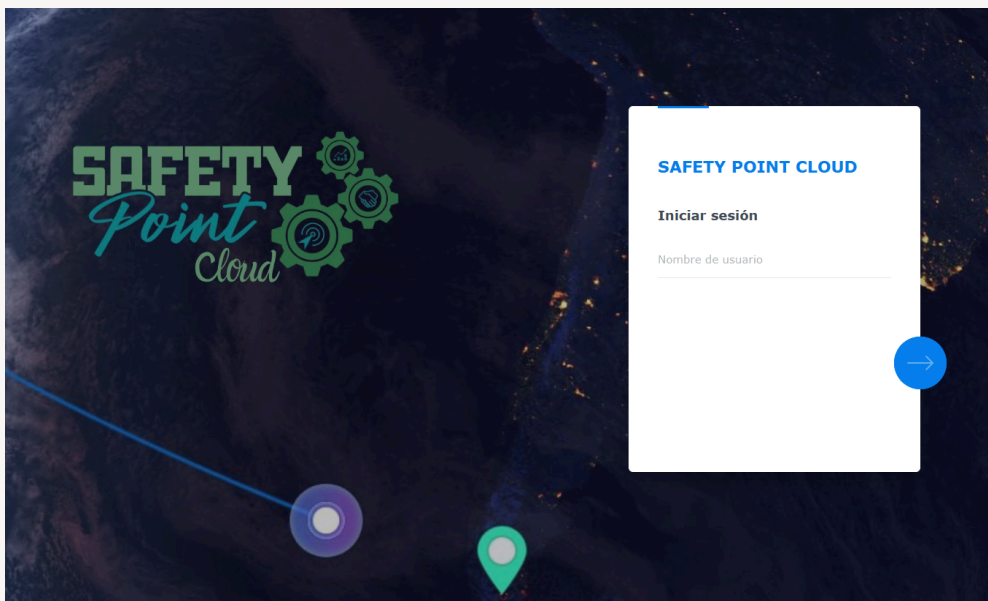 SAFETY
Point
Cloud
SAFETY POINT CLOUD
Iniciar sesión
Nombre de usuario